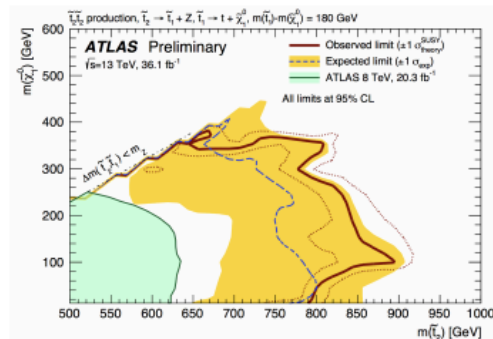 t̃₂t̃₂ production, t̃₂ → t̃₁ + Z, t̃₁ → t + χ̃₁⁰, m(t̃₁)-m(χ̃₁⁰) = 180 GeV
m(χ̃₁⁰) [GeV]
800
700
600
500
400
300
200
100
ATLAS Preliminary
√s=13 TeV, 36.1 fb⁻¹
Observed limit (±1 σ_theory^SUSY)
Expected limit (±1 σ_exp)
ATLAS 8 TeV, 20.3 fb⁻¹
All limits at 95% CL
Δm(t̃₂,χ̃₁⁰) < m_Z
500 550 600 650 700 750 800 850 900 950 1000
m(t̃₂) [GeV]